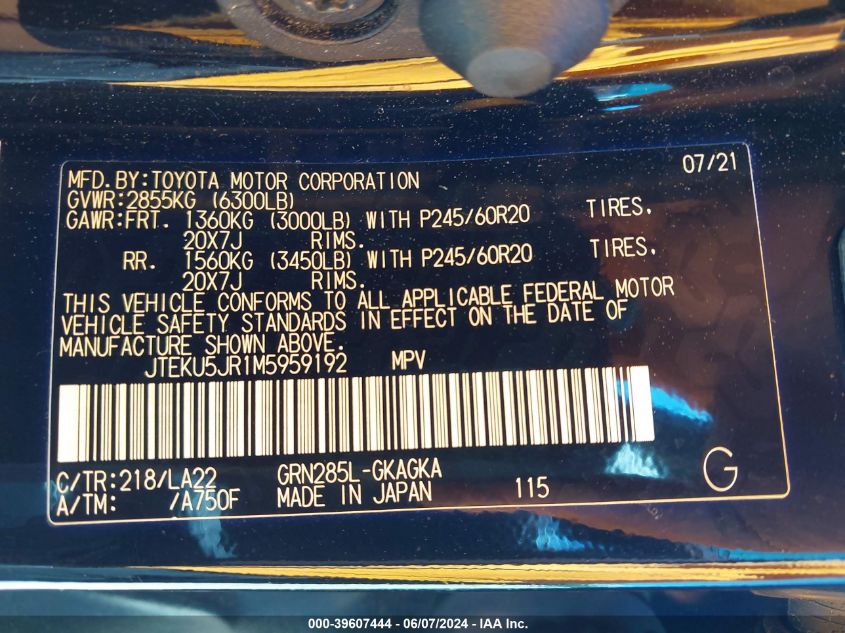 07/21
MFD.BY:TOYOTA MOTOR CORPORATION
GVWR:2855KG (6300LB)
GAWR:FRT. 1360KG (3000LB) WITH P245/60R20 TIRES,
20X7J RIMS.
RR. 1560KG (3450LB) WITH P245/60R20 TIRES,
20X7J RIMS.
THIS VEHICLE CONFORMS TO ALL APPLICABLE FEDERAL MOTOR
VEHICLE SAFETY STANDARDS IN EFFECT ON THE DATE OF
MANUFACTURE SHOWN ABOVE.
JTEKU5JR1M5959192 MPV
C/TR:218/LA22 GRN285L-GKAGKA
A/TM: /A750F MADE IN JAPAN 115 G
000-39607444 - 06/07/2024 - IAA Inc.